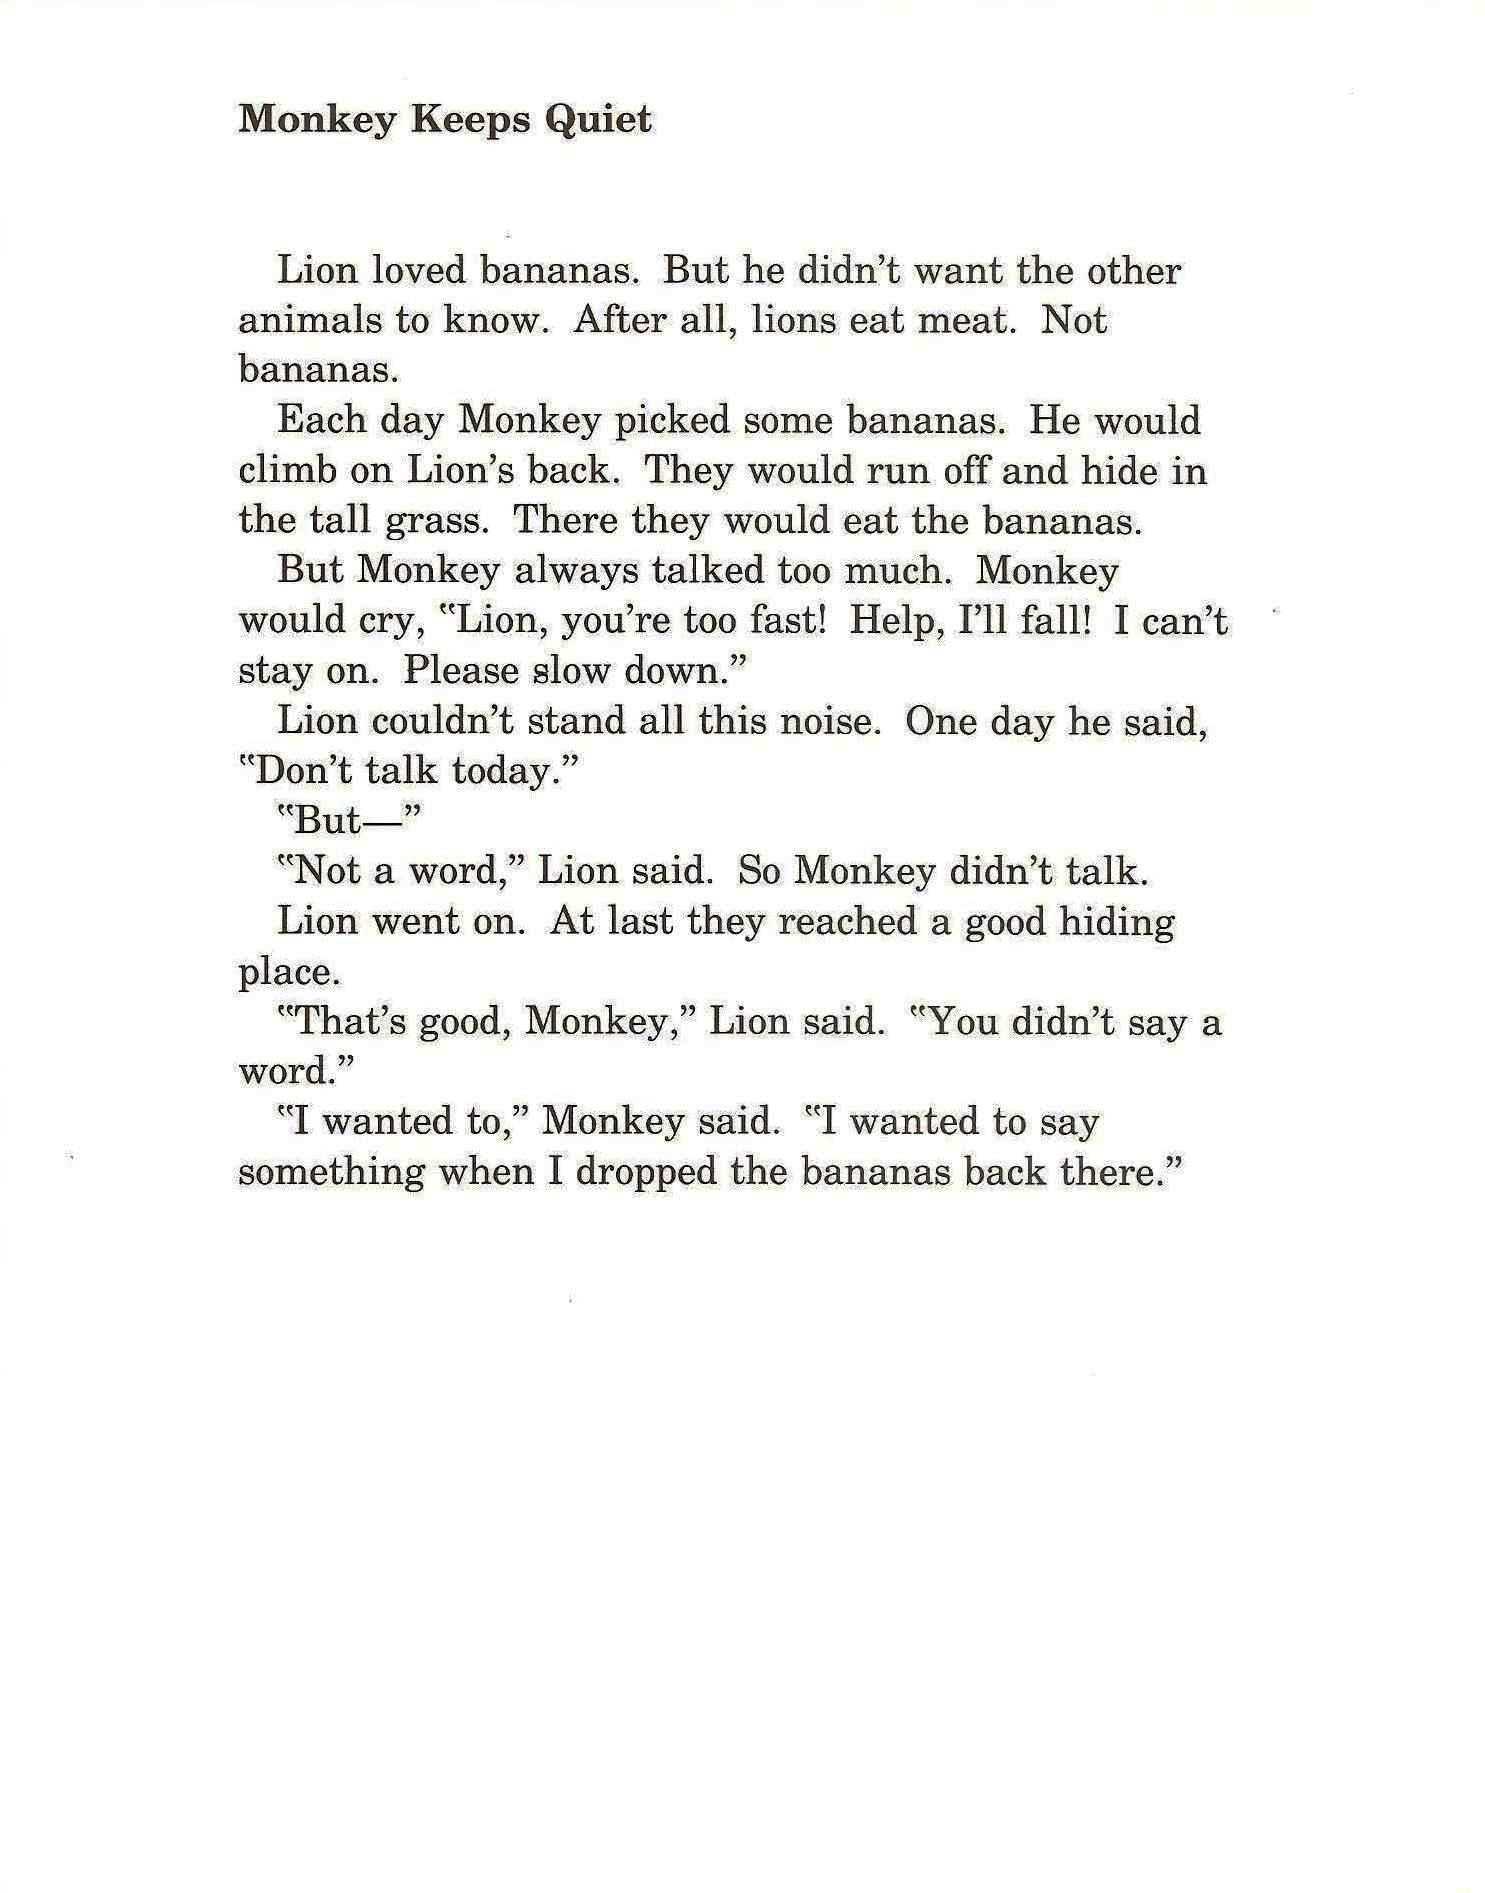 Monkey Keeps Quiet
Lion loved bananas. But he didn't want the other
animals to know. After all, lions eat meat. Not
bananas.
Each day Monkey picked some bananas. He would
climb on Lion's back. They would run off and hide in
the tall grass. There they would eat the bananas.
But Monkey always talked too much. Monkey
would cry, "Lion, you're too fast! Help, I'll fall! I can't
stay on. Please slow down."
Lion couldn't stand all this noise. One day he said,
"Don't talk today."
"But—"
"Not a word," Lion said. So Monkey didn't talk.
Lion went on. At last they reached a good hiding
place.
"That's good, Monkey," Lion said. "You didn't say a
word."
"I wanted to," Monkey said. "I wanted to say
something when I dropped the bananas back there."